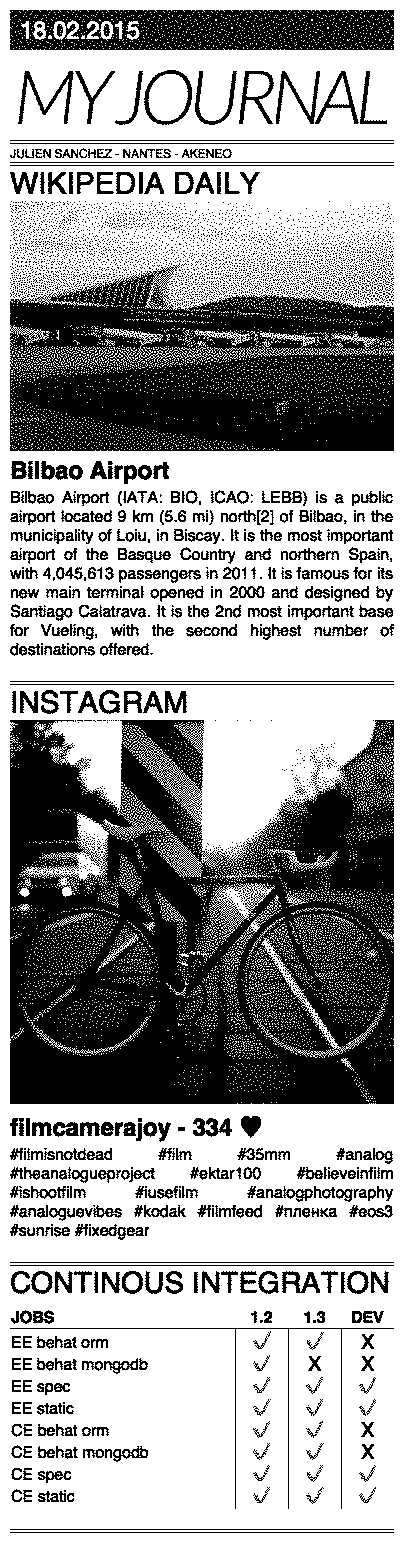 18.02.2015
MY JOURNAL
JULIEN SANCHEZ - NANTES - AKENEO
WIKIPEDIA DAILY
Bilbao Airport
Bilbao Airport (IATA: BIO, ICAO: LEBB) is a public
airport located 9 km (5.6 mi) north[2] of Bilbao, in the
municipality of Loiu, in Biscay. It is the most important
airport of the Basque Country and northern Spain,
with 4,045,613 passengers in 2011. It is famous for its
new main terminal opened in 2000 and designed by
Santiago Calatrava. It is the 2nd most important base
for Vueling, with the second highest number of
destinations offered.
INSTAGRAM
filmcamerajoy - 334 ♥
#filmisnotdead #film #35mm #analog
#theanalogueproject #ektar100 #believeinfilm
#ishootfilm #iusefilm #analogphotography
#analoguevibes #kodak #filmfeed #пленка #eos3
#sunrise #fixedgear
CONTINOUS INTEGRATION
JOBS 1.2 1.3 DEV
EE behat orm ✓ ✓ X
EE behat mongodb ✓ X X
EE spec ✓ ✓ ✓
EE static ✓ ✓ ✓
CE behat orm ✓ ✓ X
CE behat mongodb ✓ ✓ X
CE spec ✓ ✓ ✓
CE static ✓ ✓ ✓